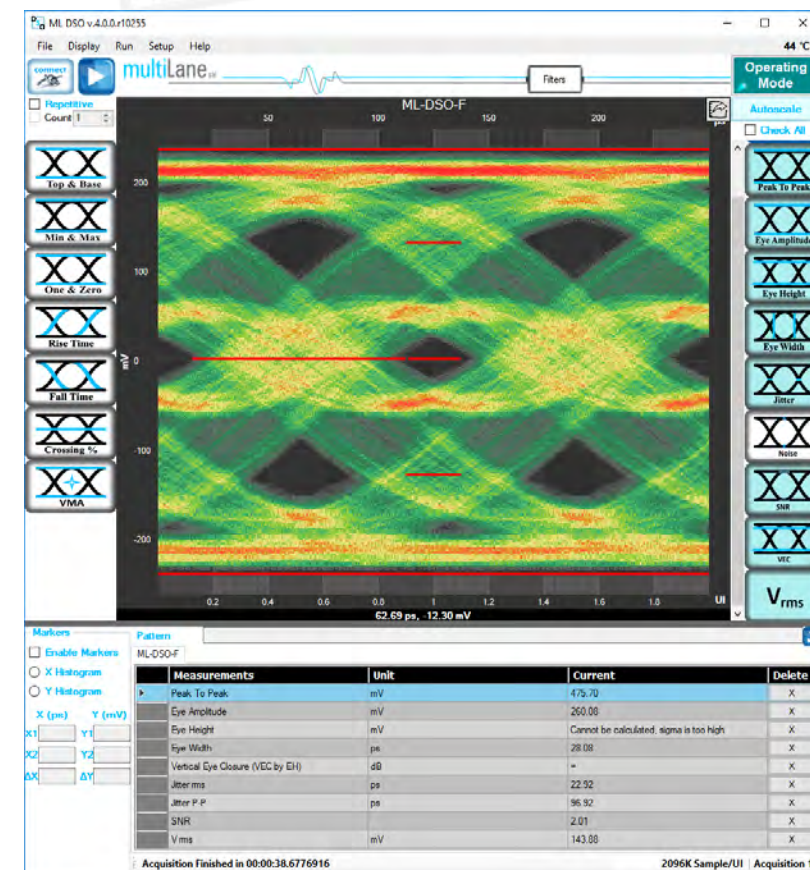 ML DSO v.4.0.0.r10255
File Display Run Setup Help
44 °C
connect
multiLane
Filters
Operating Mode
Repetitive
Count 1
Autoscale
Check All
ML-DSO-F
50 100 150 200
Top & Base
Min & Max
One & Zero
Rise Time
Fall Time
Crossing %
VMA
mV
200
100
0
-100
-200
0.2 0.4 0.6 0.8 1 1.2 1.4 1.6 1.8 UI
62.69 ps, -12.30 mV
Peak To Peak
Eye Amplitude
Eye Height
Eye Width
Jitter
Noise
SNR
VEC
Vrms
Markers
Enable Markers
X Histogram
Y Histogram
X (ps) Y (mV)
X1 Y1
X2 Y2
ΔX ΔY
Pattern
ML-DSO-F
Measurements Unit Current Delete
Peak To Peak mV 475.70 X
Eye Amplitude mV 260.08 X
Eye Height mV Cannot be calculated, sigma is too high X
Eye Width ps 28.08 X
Vertical Eye Closure (VEC by EH) dB - X
Jitter rms ps 22.92 X
Jitter P-P ps 96.92 X
SNR 2.01 X
V rms mV 143.88 X
Acquisition Finished in 00:00:38.6776916
2096K Sample/UI Acquisition